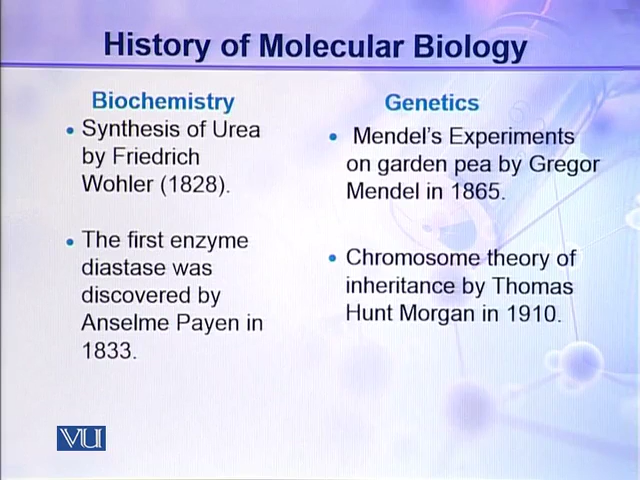 History of Molecular Biology
Biochemistry
• Synthesis of Urea
by Friedrich
Wohler (1828).
• The first enzyme
diastase was
discovered by
Anselme Payen in
1833.
Genetics
• Mendel's Experiments
on garden pea by Gregor
Mendel in 1865.
• Chromosome theory of
inheritance by Thomas
Hunt Morgan in 1910.
VU